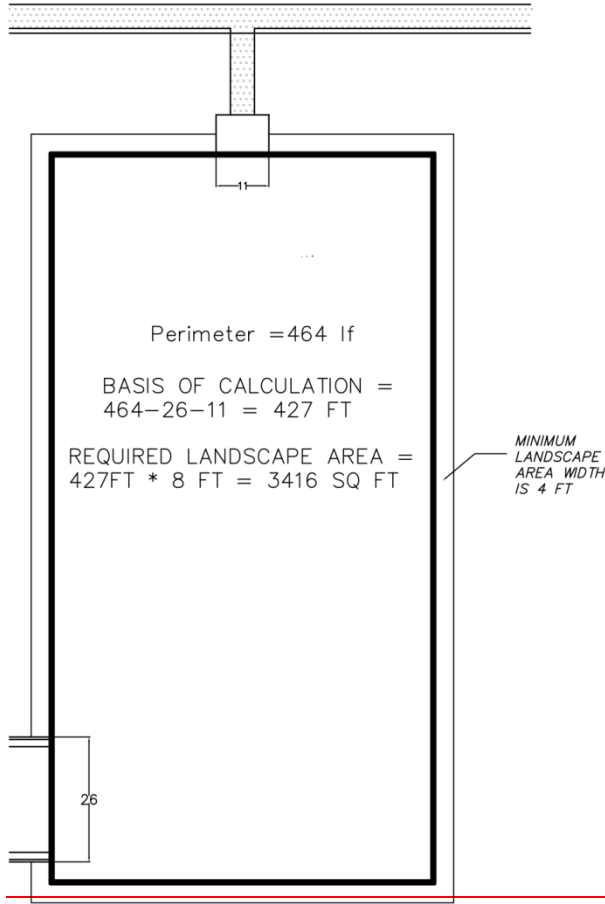 11
Perimeter =464 lf
BASIS OF CALCULATION =
464-26-11 = 427 FT
REQUIRED LANDSCAPE AREA =
427FT * 8 FT = 3416 SQ FT
MINIMUM
LANDSCAPE
AREA WIDTH
IS 4 FT
26